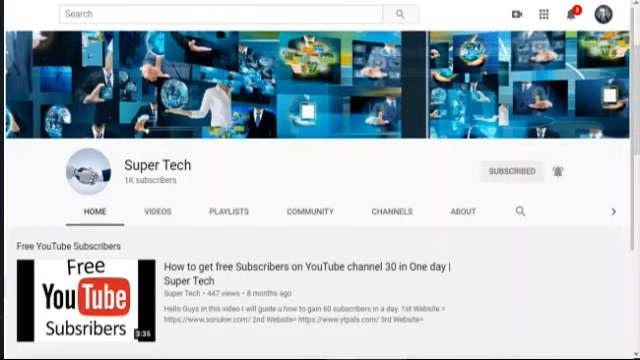 Search
3
Super Tech
1K subscribers
SUBSCRIBED
HOME VIDEOS PLAYLISTS COMMUNITY CHANNELS ABOUT
Free YouTube Subscribers
Free
YouTube
Subsribers
3:35
How to get free Subscribers on YouTube channel 30 in One day |
Super Tech
Super Tech • 447 views • 8 months ago
Hello Guys in this video I will guide u how to gain 60 subscribers in a day. 1st Website =
https://www.sonuker.com/ 2nd Website= https://www.ytpals.com/ 3rd Website=